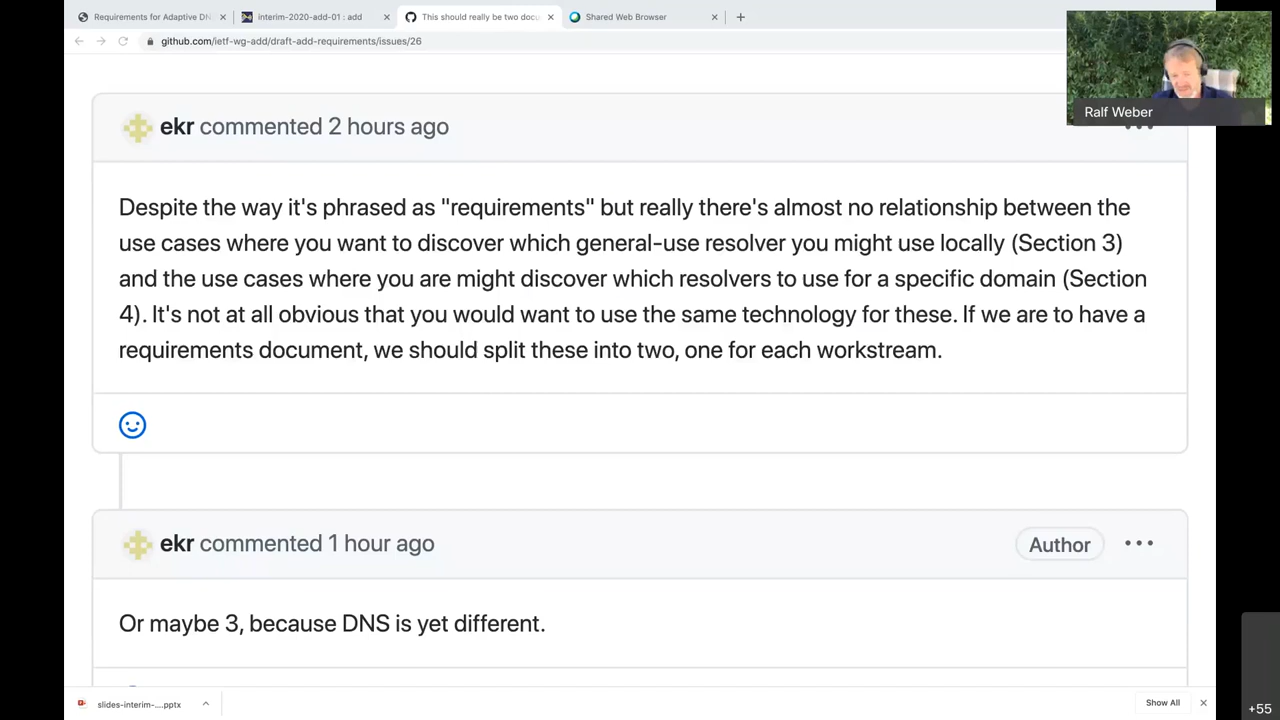 Requirements for Adaptive DN
interim-2020-add-01 : add
This should really be two docu
Shared Web Browser
github.com/ietf-wg-add/draft-add-requirements/issues/26
Ralf Weber
ekr commented 2 hours ago
Despite the way it's phrased as "requirements" but really there's almost no relationship between the
use cases where you want to discover which general-use resolver you might use locally (Section 3)
and the use cases where you are might discover which resolvers to use for a specific domain (Section
4). It's not at all obvious that you would want to use the same technology for these. If we are to have a
requirements document, we should split these into two, one for each workstream.
ekr commented 1 hour ago
Author
Or maybe 3, because DNS is yet different.
slides-interim-....pptx
Show All
+55